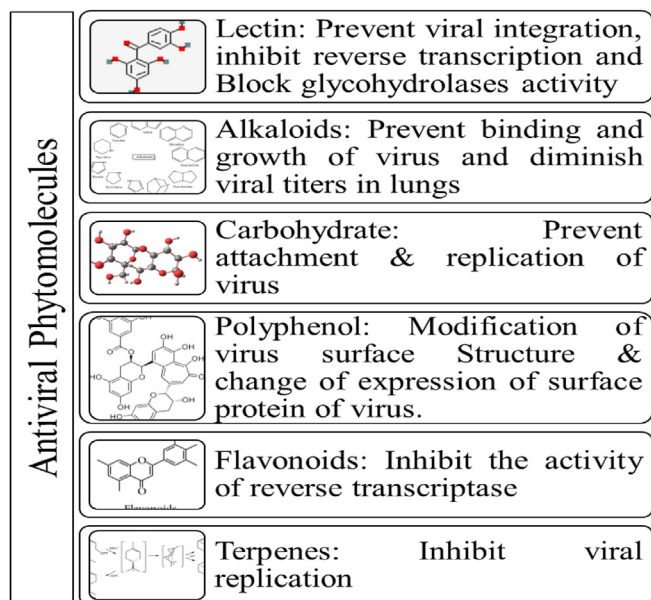 Antiviral Phytomolecules
Lectin: Prevent viral integration,
inhibit reverse transcription and
Block glycohydrolases activity
Alkaloids: Prevent binding and
growth of virus and diminish
viral titers in lungs
Carbohydrate: Prevent
attachment & replication of
virus
Polyphenol: Modification of
virus surface Structure &
change of expression of surface
protein of virus.
Flavonoids: Inhibit the activity
of reverse transcriptase
Flavonoids
Terpenes: Inhibit viral
replication